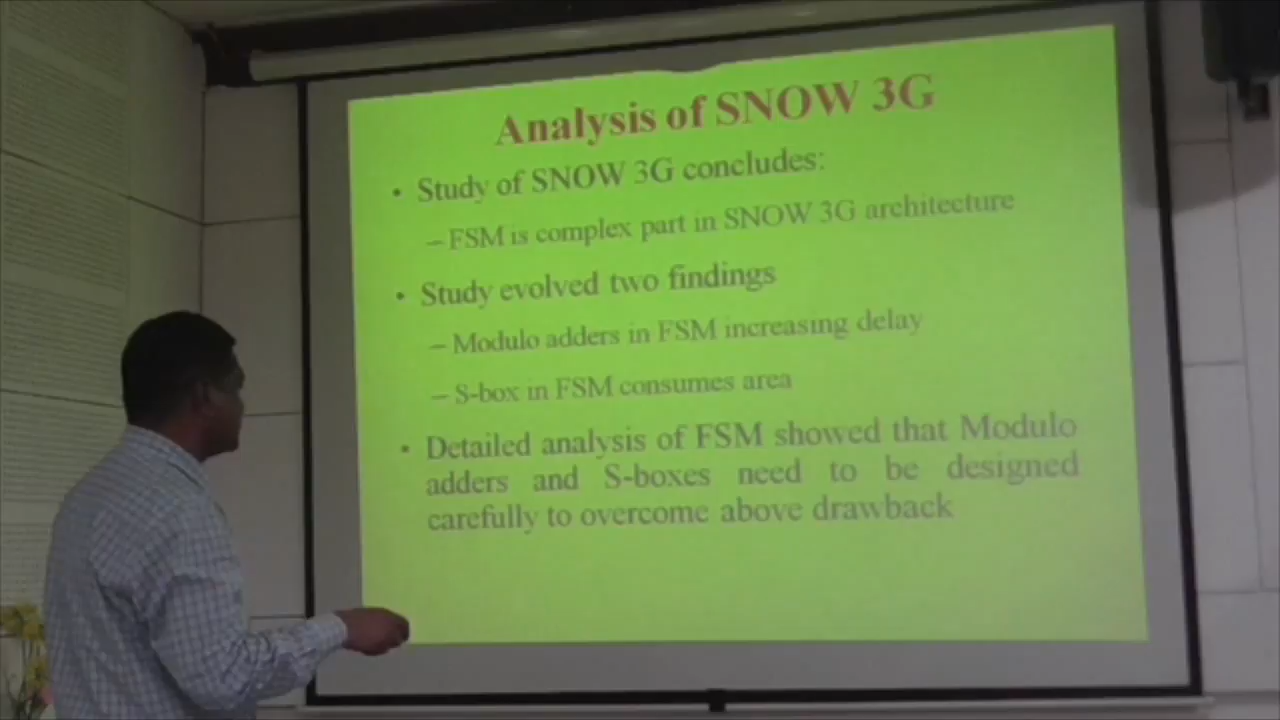 Analysis of SNOW 3G
• Study of SNOW 3G concludes:
– FSM is complex part in SNOW 3G architecture
• Study evolved two findings
– Modulo adders in FSM increasing delay
– S-box in FSM consumes area
• Detailed analysis of FSM showed that Modulo
adders and S-boxes need to be designed
carefully to overcome above drawback